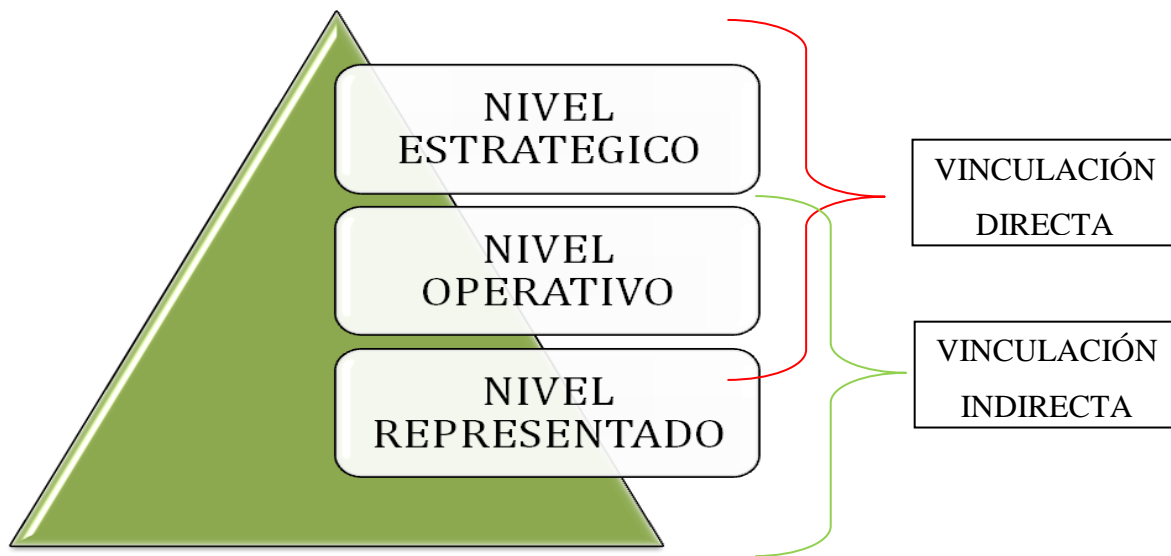 NIVEL
ESTRATEGICO
NIVEL
OPERATIVO
NIVEL
REPRESENTADO
VINCULACIÓN
DIRECTA
VINCULACIÓN
INDIRECTA